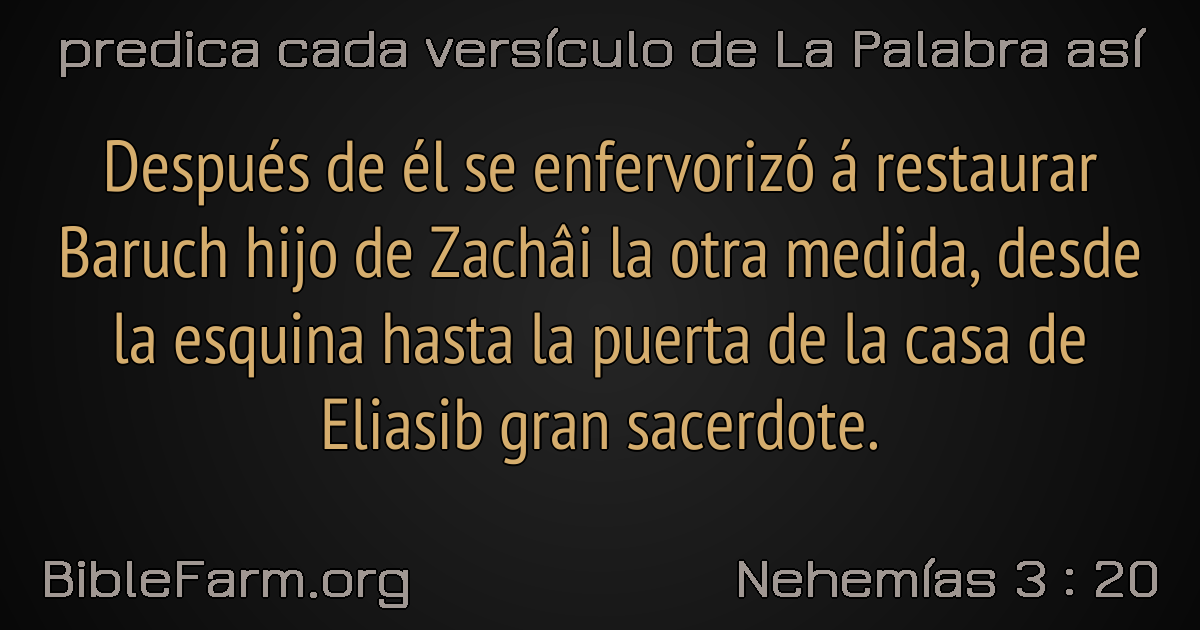 predica cada versículo de La Palabra así
Después de él se enfervorizó á restaurar
Baruch hijo de Zachâi la otra medida, desde
la esquina hasta la puerta de la casa de
Eliasib gran sacerdote.
BibleFarm.org
Nehemías 3 : 20